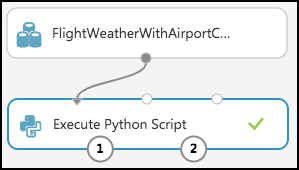 FlightWeatherWithAirportC...
Execute Python Script
1 2